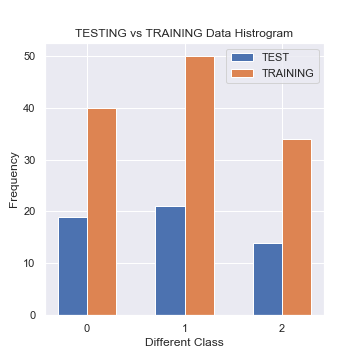 TESTING vs TRAINING Data Histrogram
TEST
TRAINING
50
40
30
20
10
0
Frequency
0 1 2
Different Class